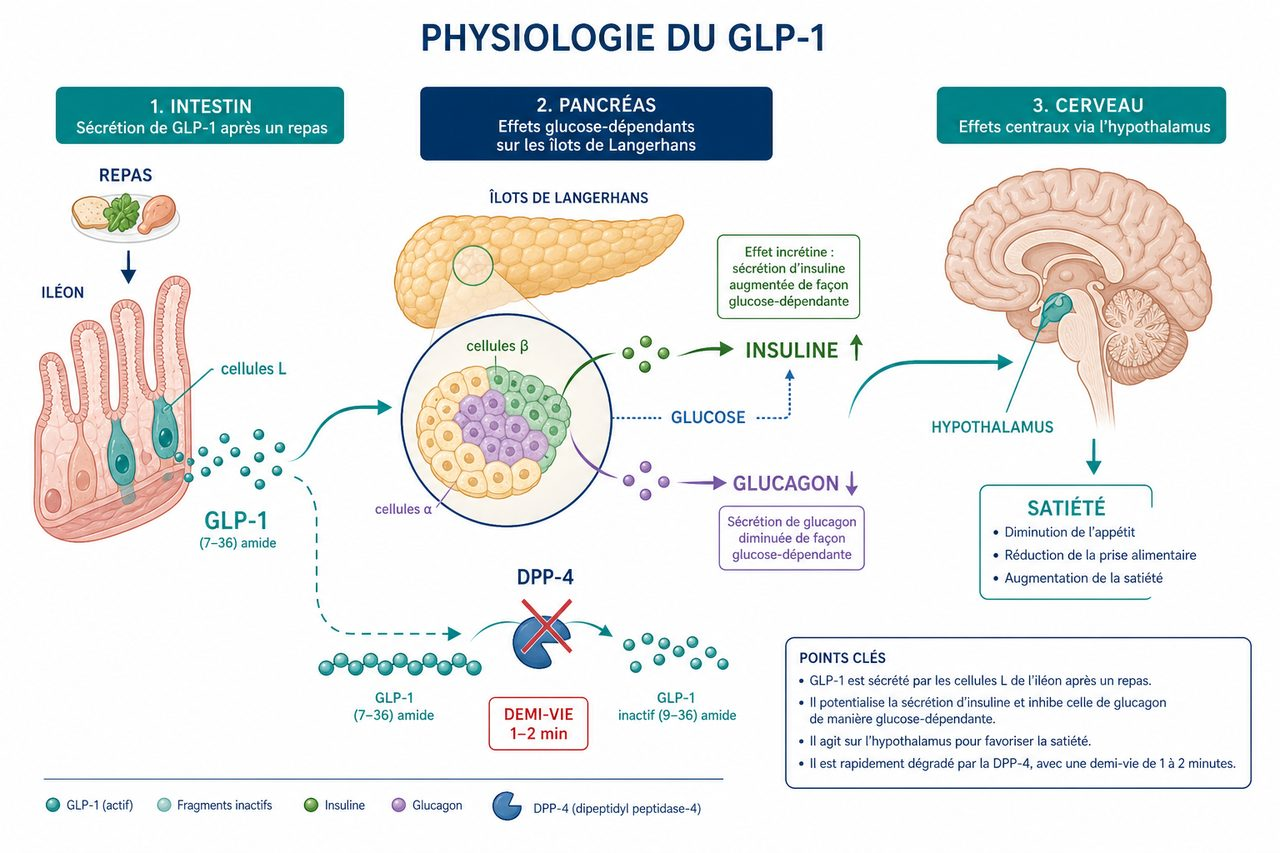 PHYSIOLOGIE DU GLP-1
1. INTESTIN
Sécrétion de GLP-1 après un repas
REPAS
ILÉON
cellules L
GLP-1
(7–36) amide
2. PANCRÉAS
Effets glucose-dépendants
sur les îlots de Langerhans
ÎLOTS DE LANGERHANS
cellules β
cellules α
Effet incrétine :
sécrétion d’insuline
augmentée de façon
glucose-dépendante
INSULINE ↑
GLUCOSE
GLUCAGON ↓
Sécrétion de glucagon
diminuée de façon
glucose-dépendante
3. CERVEAU
Effets centraux via l’hypothalamus
HYPOTHALAMUS
SATIÉTÉ
• Diminution de l’appétit
• Réduction de la prise alimentaire
• Augmentation de la satiété
DPP-4
GLP-1
(7–36) amide
DEMI-VIE
1–2 min
GLP-1
inactif (9–36) amide
POINTS CLÉS
• GLP-1 est sécrété par les cellules L de l’iléon après un repas.
• Il potentialise la sécrétion d’insuline et inhibe celle de glucagon
de manière glucose-dépendante.
• Il agit sur l’hypothalamus pour favoriser la satiété.
• Il est rapidement dégradé par la DPP-4, avec une demi-vie de 1 à 2 minutes.
GLP-1 (actif)
Fragments inactifs
Insuline
Glucagon
DPP-4 (dipeptidyl peptidase-4)